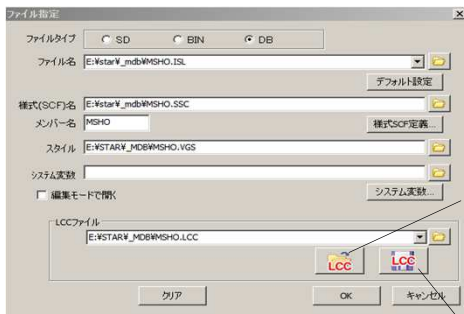 ファイル指定
ファイルタイプ SD BIN DB
ファイル名 E:¥star¥_mdb¥MSHO.ISL
デフォルト設定
様式(SCF)名 E:¥star¥_mdb¥MSHO.SSC
メンバー名 MSHO 様式SCF定義...
スタイル E:¥STAR¥_MDB¥MSHO.VGS
システム変数
編集モードで開く システム変数...
LCCファイル
E:¥STAR¥_MDB¥MSHO.LCC
LCC LCC
クリア OK キャンセル